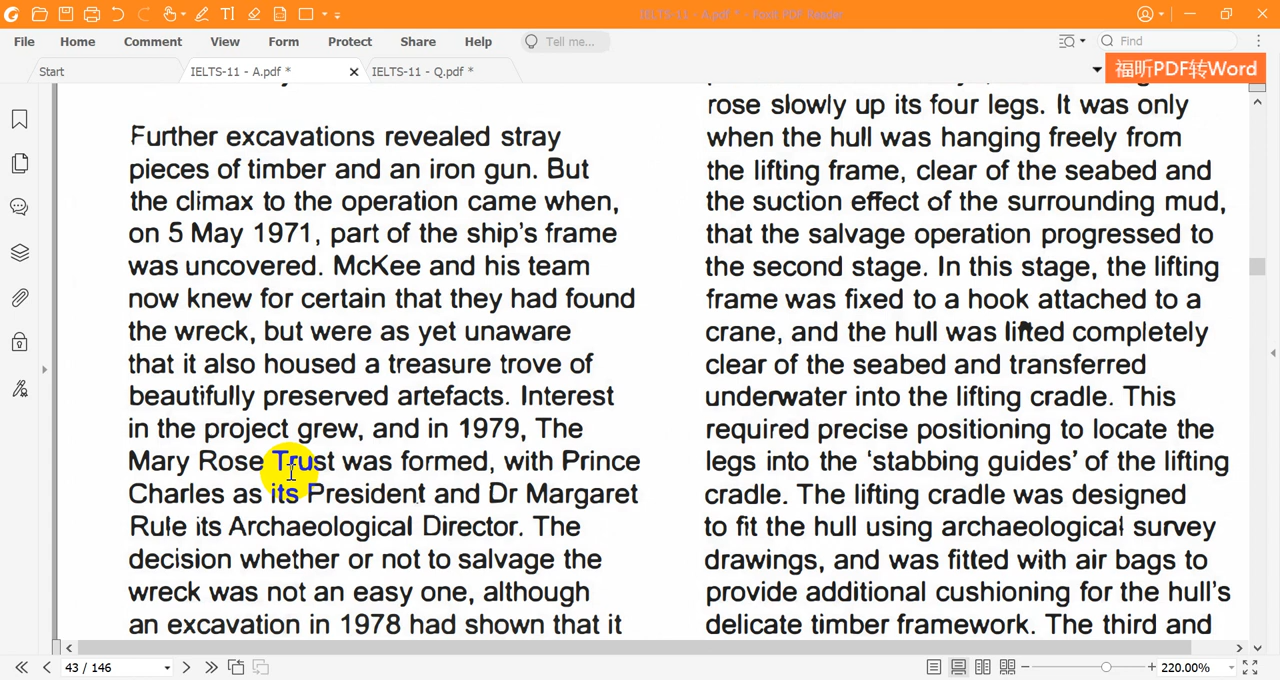 IELTS-11 - A.pdf * - Foxit PDF Reader
File Home Comment View Form Protect Share Help Tell me... Find
Start IELTS-11 - A.pdf * IELTS-11 - Q.pdf * 福昕PDF转Word
Further excavations revealed stray
pieces of timber and an iron gun. But
the climax to the operation came when,
on 5 May 1971, part of the ship's frame
was uncovered. McKee and his team
now knew for certain that they had found
the wreck, but were as yet unaware
that it also housed a treasure trove of
beautifully preserved artefacts. Interest
in the project grew, and in 1979, The
Mary Rose Trust was formed, with Prince
Charles as its President and Dr Margaret
Rule its Archaeological Director. The
decision whether or not to salvage the
wreck was not an easy one, although
an excavation in 1978 had shown that it
rose slowly up its four legs. It was only
when the hull was hanging freely from
the lifting frame, clear of the seabed and
the suction effect of the surrounding mud,
that the salvage operation progressed to
the second stage. In this stage, the lifting
frame was fixed to a hook attached to a
crane, and the hull was lifted completely
clear of the seabed and transferred
underwater into the lifting cradle. This
required precise positioning to locate the
legs into the 'stabbing guides' of the lifting
cradle. The lifting cradle was designed
to fit the hull using archaeological survey
drawings, and was fitted with air bags to
provide additional cushioning for the hull's
delicate timber framework. The third and
43 / 146 220.00%